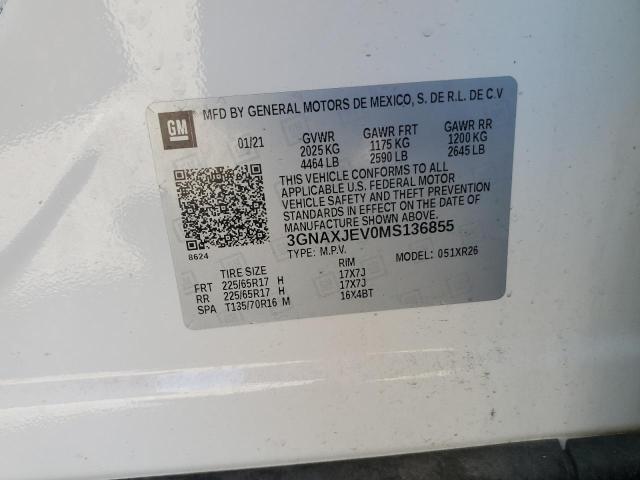 GM
MFD BY GENERAL MOTORS DE MEXICO, S. DE R.L. DE C.V
01/21 GVWR GAWR FRT GAWR RR
2025 KG 1175 KG 1200 KG
4464 LB 2590 LB 2645 LB
THIS VEHICLE CONFORMS TO ALL
APPLICABLE U.S. FEDERAL MOTOR
VEHICLE SAFETY AND THEFT PREVENTION
STANDARDS IN EFFECT ON THE DATE OF
MANUFACTURE SHOWN ABOVE.
3GNAXJEV0MS136855
8624
TYPE: M.P.V. MODEL: 051XR26
TIRE SIZE RIM
FRT 225/65R17 H 17X7J
RR 225/65R17 H 17X7J
SPA T135/70R16 M 16X4BT